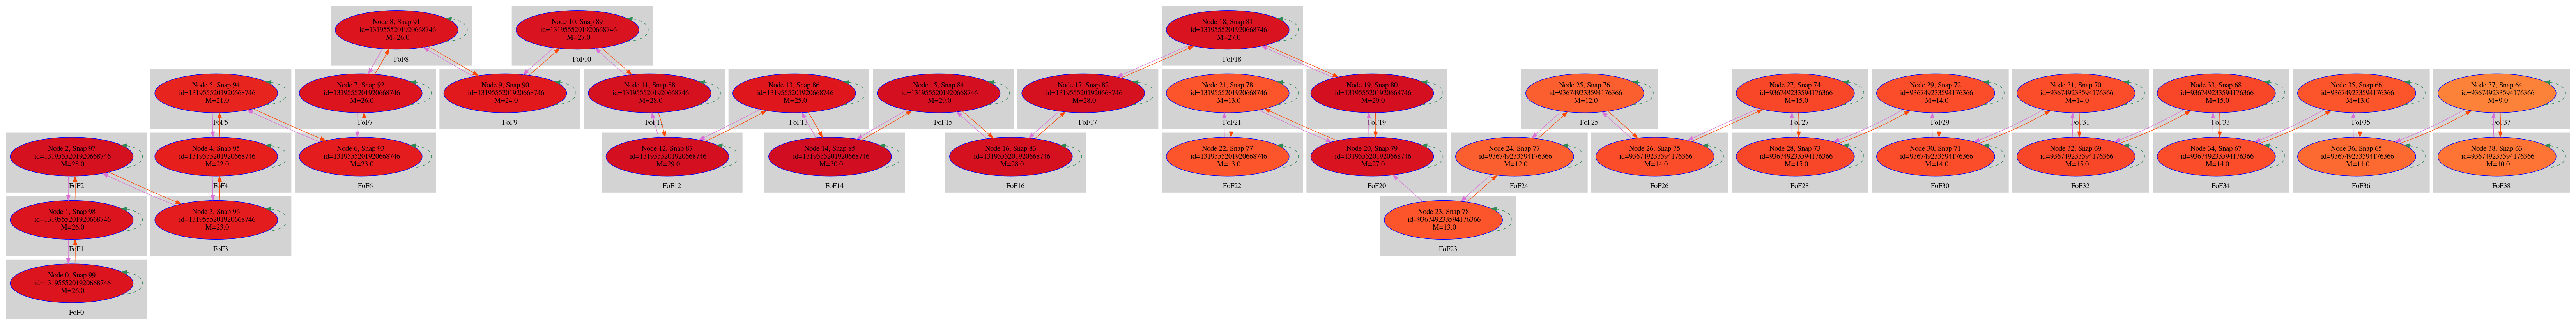 Node 8, Snap 91
id=1319555201920668746
M=26.0
FoF8
Node 10, Snap 89
id=1319555201920668746
M=27.0
FoF10
Node 18, Snap 81
id=1319555201920668746
M=27.0
FoF18
Node 5, Snap 94
id=1319555201920668746
M=21.0
FoF5
Node 7, Snap 92
id=1319555201920668746
M=26.0
FoF7
Node 9, Snap 90
id=1319555201920668746
M=24.0
FoF9
Node 11, Snap 88
id=1319555201920668746
M=28.0
FoF11
Node 13, Snap 86
id=1319555201920668746
M=25.0
FoF13
Node 15, Snap 84
id=1319555201920668746
M=29.0
FoF15
Node 17, Snap 82
id=1319555201920668746
M=28.0
FoF17
Node 21, Snap 78
id=1319555201920668746
M=13.0
FoF21
Node 19, Snap 80
id=1319555201920668746
M=29.0
FoF19
Node 25, Snap 76
id=936749233594176366
M=12.0
FoF25
Node 27, Snap 74
id=936749233594176366
M=15.0
FoF27
Node 29, Snap 72
id=936749233594176366
M=14.0
FoF29
Node 31, Snap 70
id=936749233594176366
M=14.0
FoF31
Node 33, Snap 68
id=936749233594176366
M=15.0
FoF33
Node 35, Snap 66
id=936749233594176366
M=13.0
FoF35
Node 37, Snap 64
id=936749233594176366
M=9.0
FoF37
Node 2, Snap 97
id=1319555201920668746
M=28.0
FoF2
Node 4, Snap 95
id=1319555201920668746
M=22.0
FoF4
Node 6, Snap 93
id=1319555201920668746
M=23.0
FoF6
Node 12, Snap 87
id=1319555201920668746
M=29.0
FoF12
Node 14, Snap 85
id=1319555201920668746
M=30.0
FoF14
Node 16, Snap 83
id=1319555201920668746
M=28.0
FoF16
Node 22, Snap 77
id=1319555201920668746
M=13.0
FoF22
Node 20, Snap 79
id=1319555201920668746
M=27.0
FoF20
Node 24, Snap 77
id=936749233594176366
M=12.0
FoF24
Node 26, Snap 75
id=936749233594176366
M=14.0
FoF26
Node 28, Snap 73
id=936749233594176366
M=15.0
FoF28
Node 30, Snap 71
id=936749233594176366
M=14.0
FoF30
Node 32, Snap 69
id=936749233594176366
M=15.0
FoF32
Node 34, Snap 67
id=936749233594176366
M=14.0
FoF34
Node 36, Snap 65
id=936749233594176366
M=11.0
FoF36
Node 38, Snap 63
id=936749233594176366
M=10.0
FoF38
Node 1, Snap 98
id=1319555201920668746
M=26.0
FoF1
Node 3, Snap 96
id=1319555201920668746
M=23.0
FoF3
Node 23, Snap 78
id=936749233594176366
M=13.0
FoF23
Node 0, Snap 99
id=1319555201920668746
M=26.0
FoF0